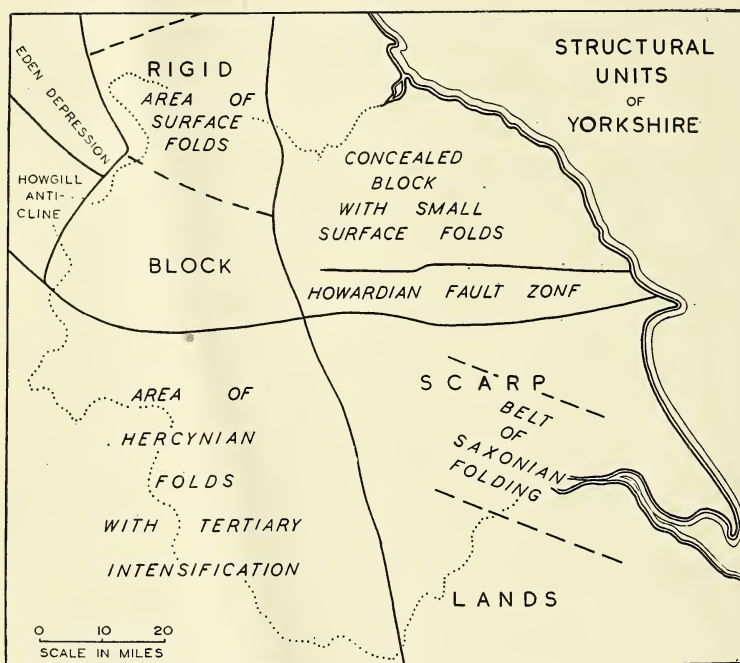 STRUCTURAL
UNITS
OF
YORKSHIRE
EDEN DEPRESSION
RIGID
AREA OF
SURFACE
FOLDS
HOWGILL
ANTI-
CLINE
CONCEALED
BLOCK
WITH SMALL
SURFACE FOLDS
BLOCK
HOWARDIAN FAULT ZONF
SCARP
BELT
OF
SAXONIAN
FOLDING
AREA OF
HERCYNIAN
FOLDS
WITH TERTIARY
INTENSIFICATION
LANDS
0 10 20
SCALE IN MILES